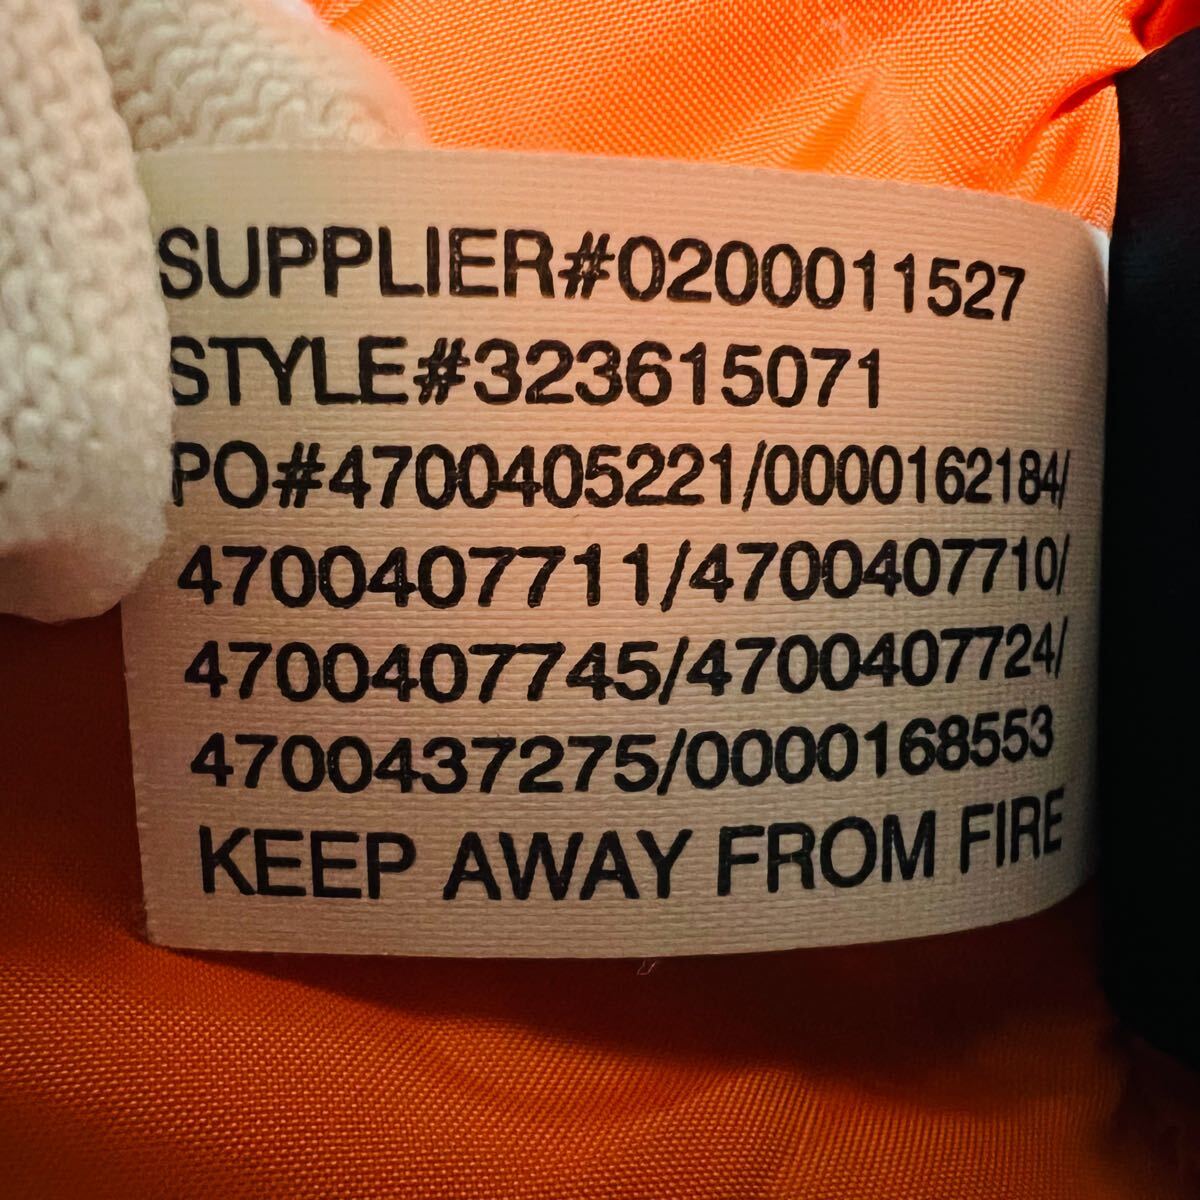 SUPPLIER#0200011527
STYLE#323615071
PO#4700405221/0000162184/
4700407711/4700407710/
4700407745/4700407724/
4700437275/0000168553
KEEP AWAY FROM FIRE